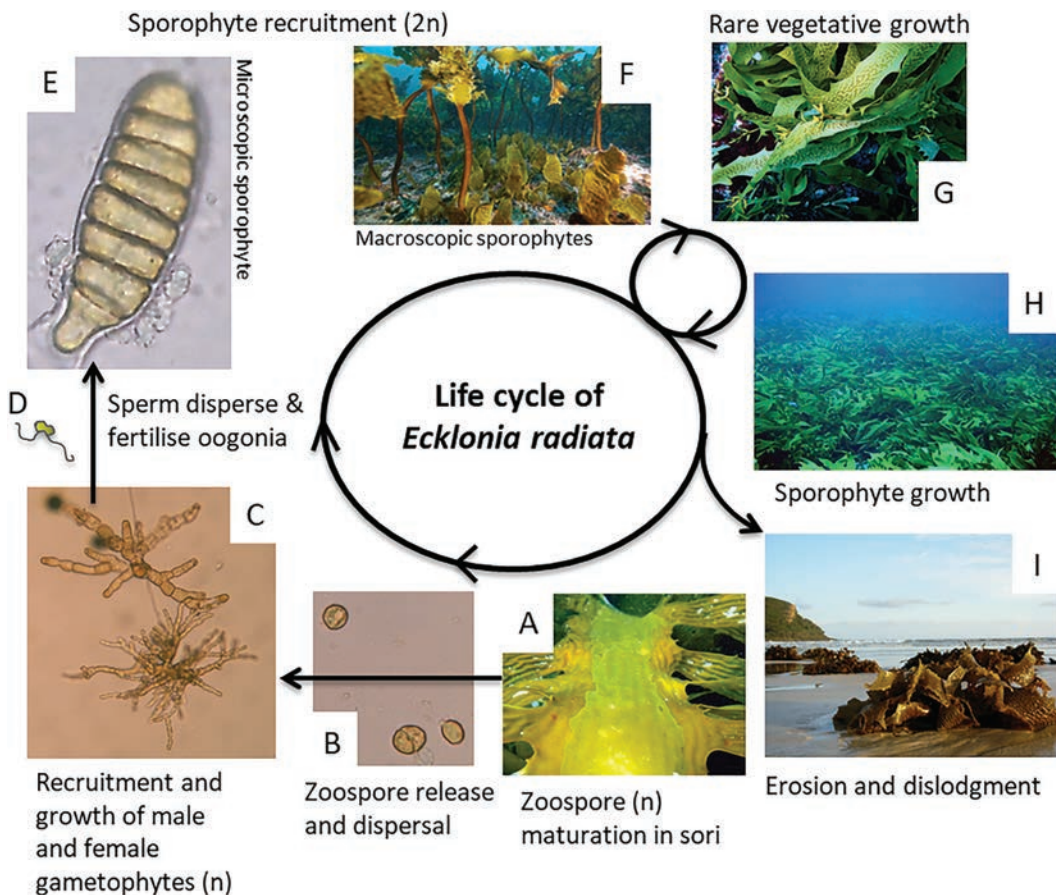 Sporophyte recruitment (2n)
Rare vegetative growth
E
Microscopic sporophyte
F
G
Macroscopic sporophytes
H
D
Sperm disperse &
fertilise oogonia
Life cycle of
Ecklonia radiata
Sporophyte growth
C
I
A
B
Recruitment and
growth of male
and female
gametophytes (n)
Zoospore release
and dispersal
Zoospore (n)
maturation in sori
Erosion and dislodgment